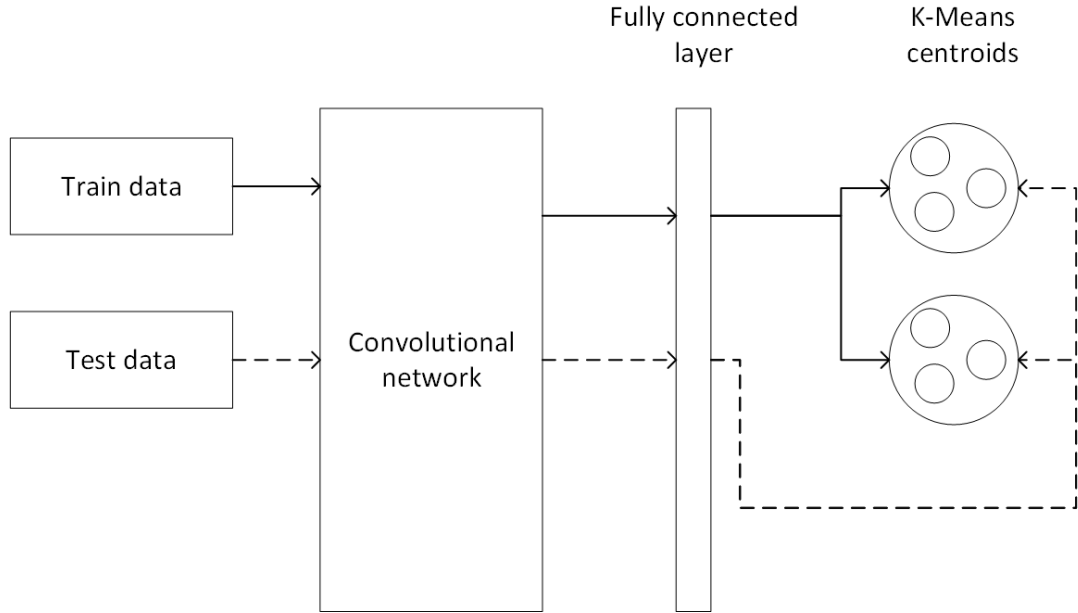 Fully connected
layer
K-Means
centroids
Train data
Test data
Convolutional
network